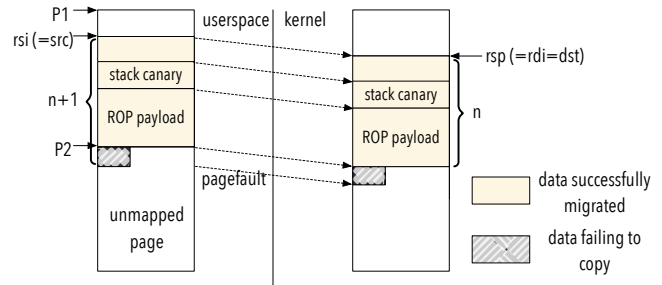 P1
userspace
kernel
rsi (=src)
rsp (=rdi=dst)
stack canary
stack canary
n+1
n
ROP payload
ROP payload
P2
pagefault
unmapped
page
data successfully
migrated
data failing to
copy